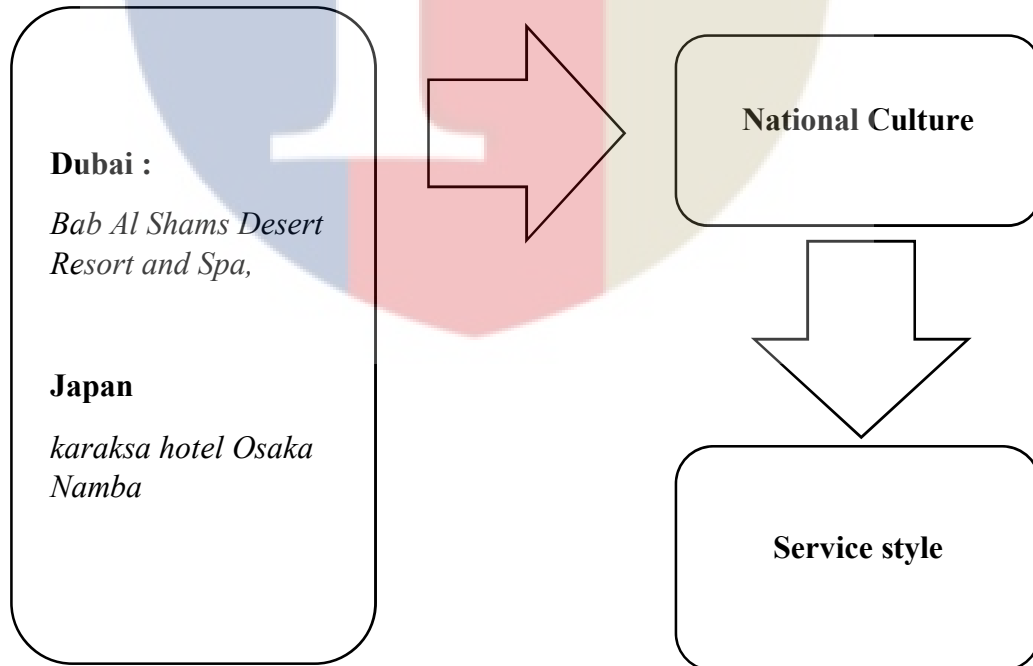 Dubai :
Bab Al Shams Desert
Resort and Spa,
Japan
karaksa hotel Osaka
Namba
National Culture
Service style